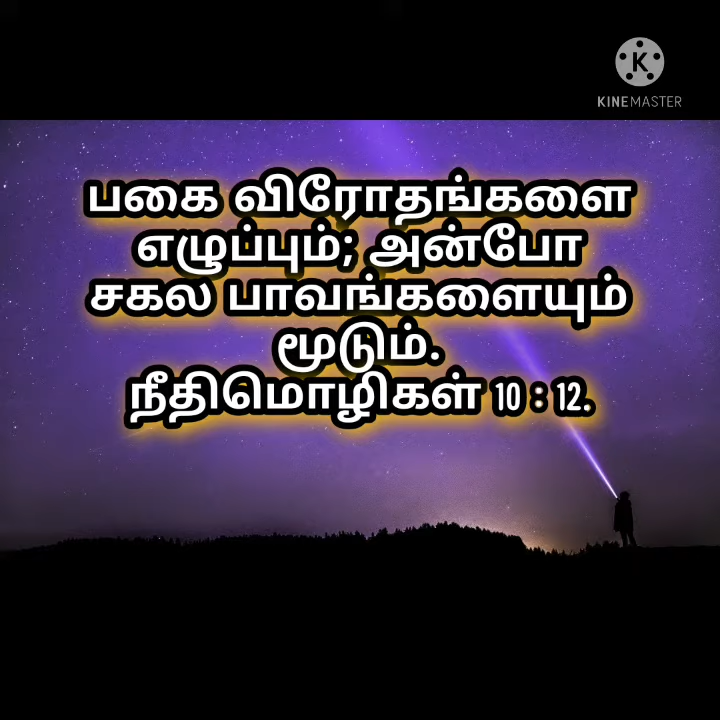 KINEMASTER
பகை விரோதங்களை
எழுப்பும்; அன்போ
சகல பாவங்களையும்
மூடும்.
நீதிமொழிகள் 10 : 12.